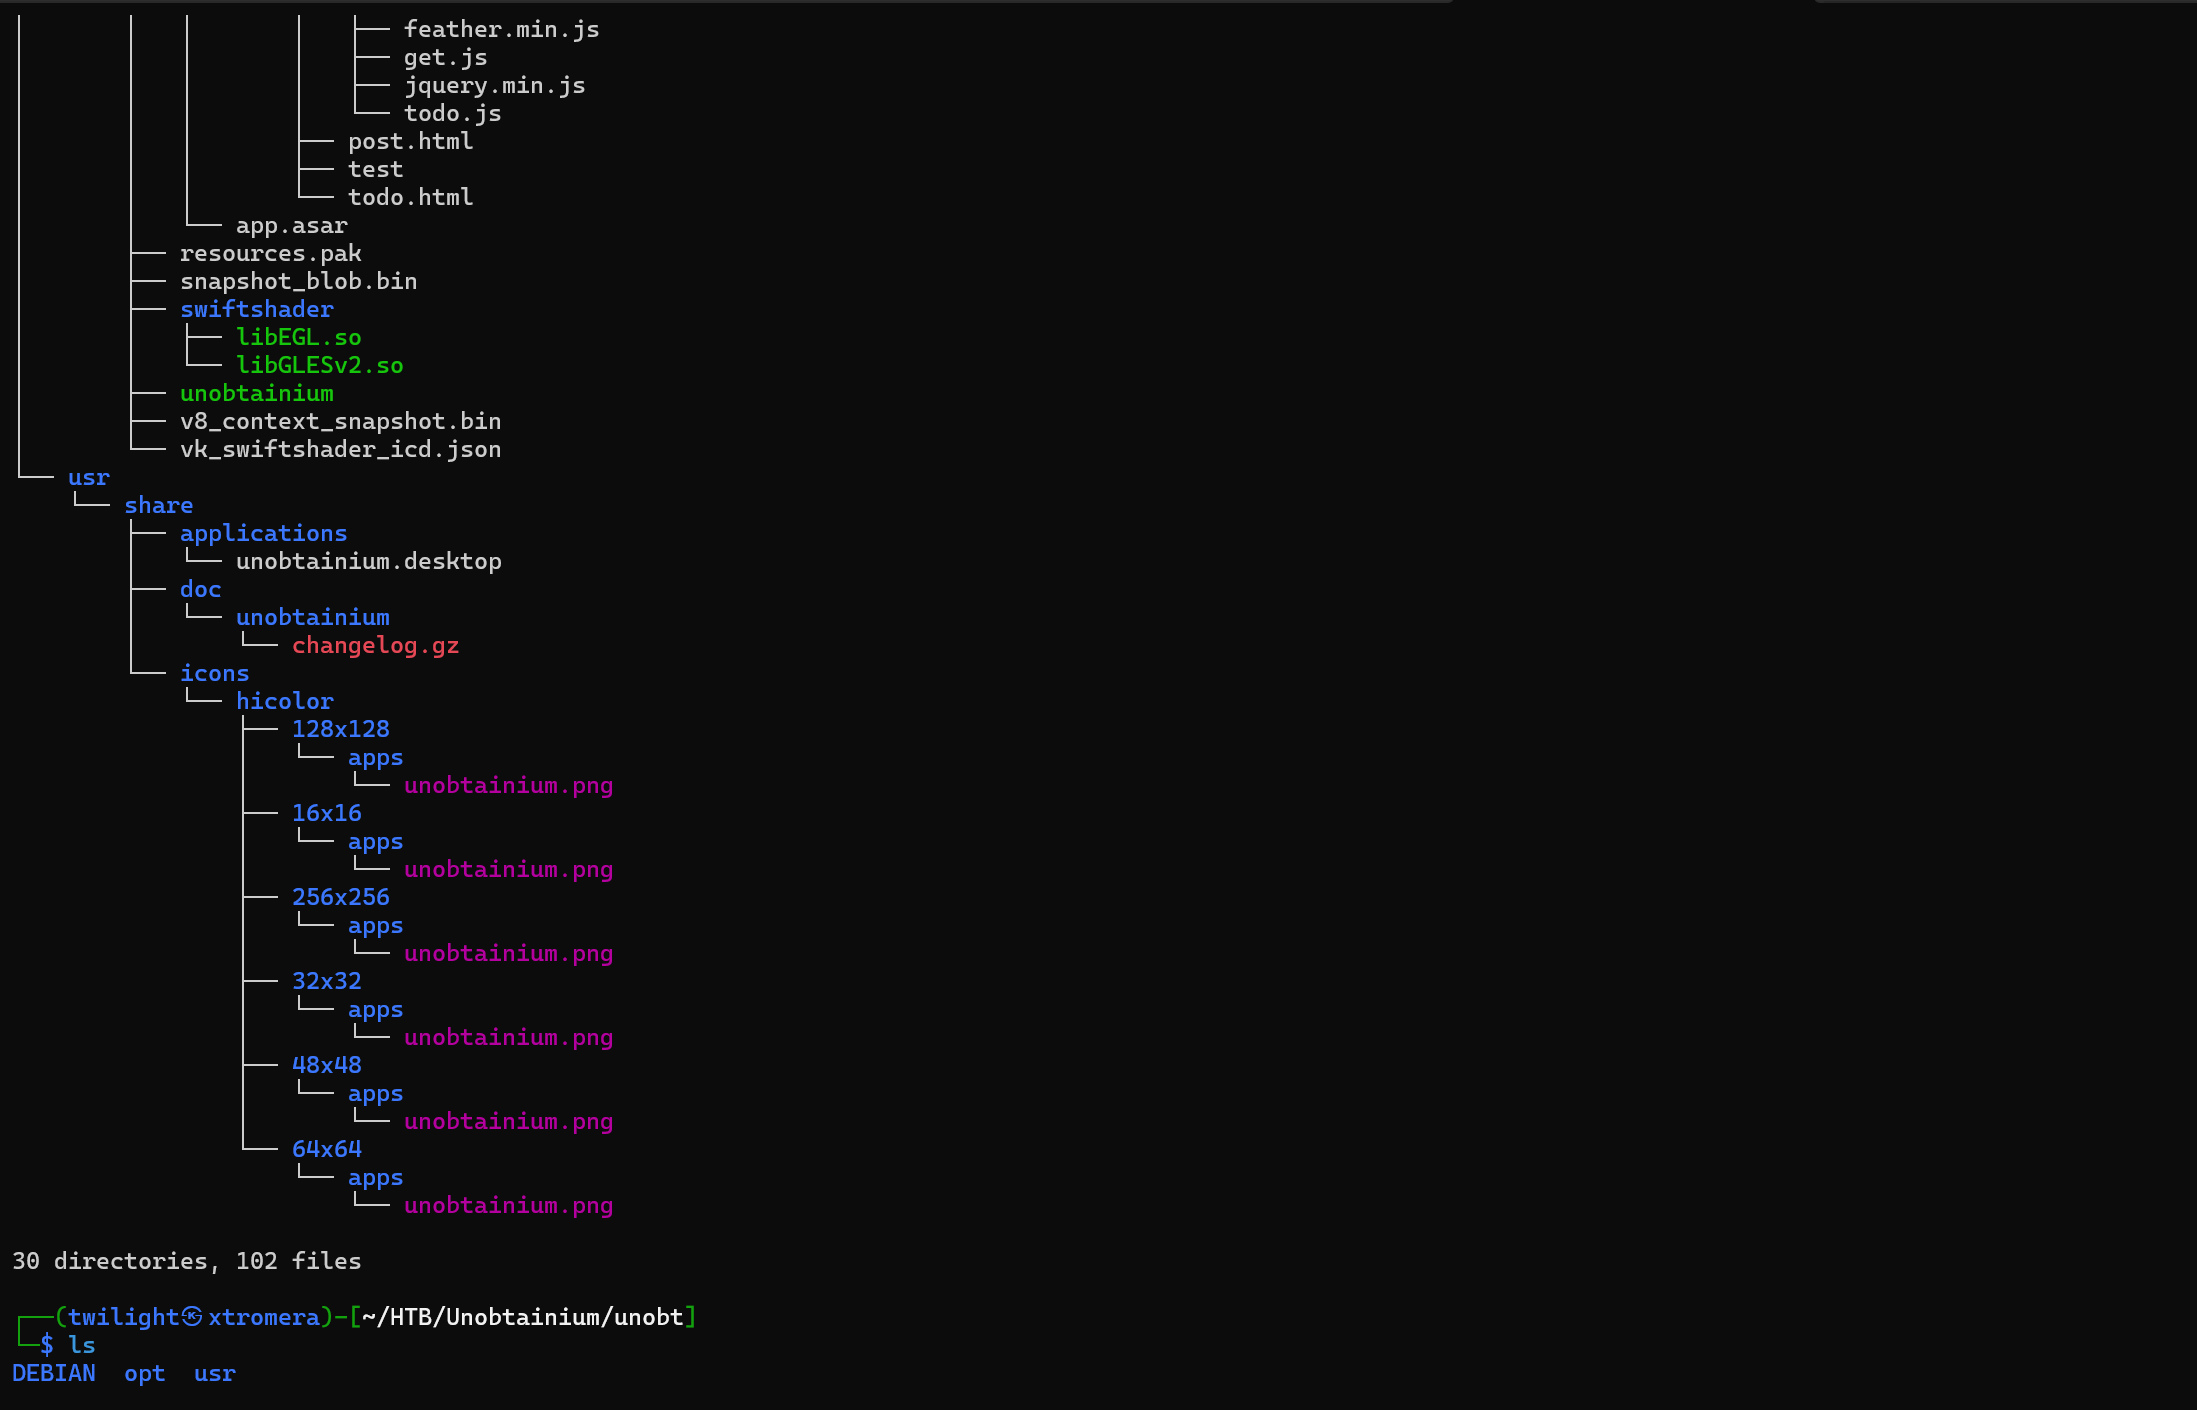 │       │   │       │   ├── feather.min.js
│       │   │       │   ├── get.js
│       │   │       │   ├── jquery.min.js
│       │   │       │   └── todo.js
│       │   │       ├── post.html
│       │   │       ├── test
│       │   │       └── todo.html
│       │   └── app.asar
│       ├── resources.pak
│       ├── snapshot_blob.bin
│       ├── swiftshader
│       │   ├── libEGL.so
│       │   └── libGLESv2.so
│       ├── unobtainium
│       ├── v8_context_snapshot.bin
│       └── vk_swiftshader_icd.json
└── usr
    └── share
        ├── applications
        │   └── unobtainium.desktop
        ├── doc
        │   └── unobtainium
        │       └── changelog.gz
        └── icons
            └── hicolor
                ├── 128x128
                │   └── apps
                │       └── unobtainium.png
                ├── 16x16
                │   └── apps
                │       └── unobtainium.png
                ├── 256x256
                │   └── apps
                │       └── unobtainium.png
                ├── 32x32
                │   └── apps
                │       └── unobtainium.png
                ├── 48x48
                │   └── apps
                │       └── unobtainium.png
                └── 64x64
                    └── apps
                        └── unobtainium.png

30 directories, 102 files

┌──(twilight㉿xtromera)-[~/HTB/Unobtainium/unobt]
└─$ ls
DEBIAN  opt  usr